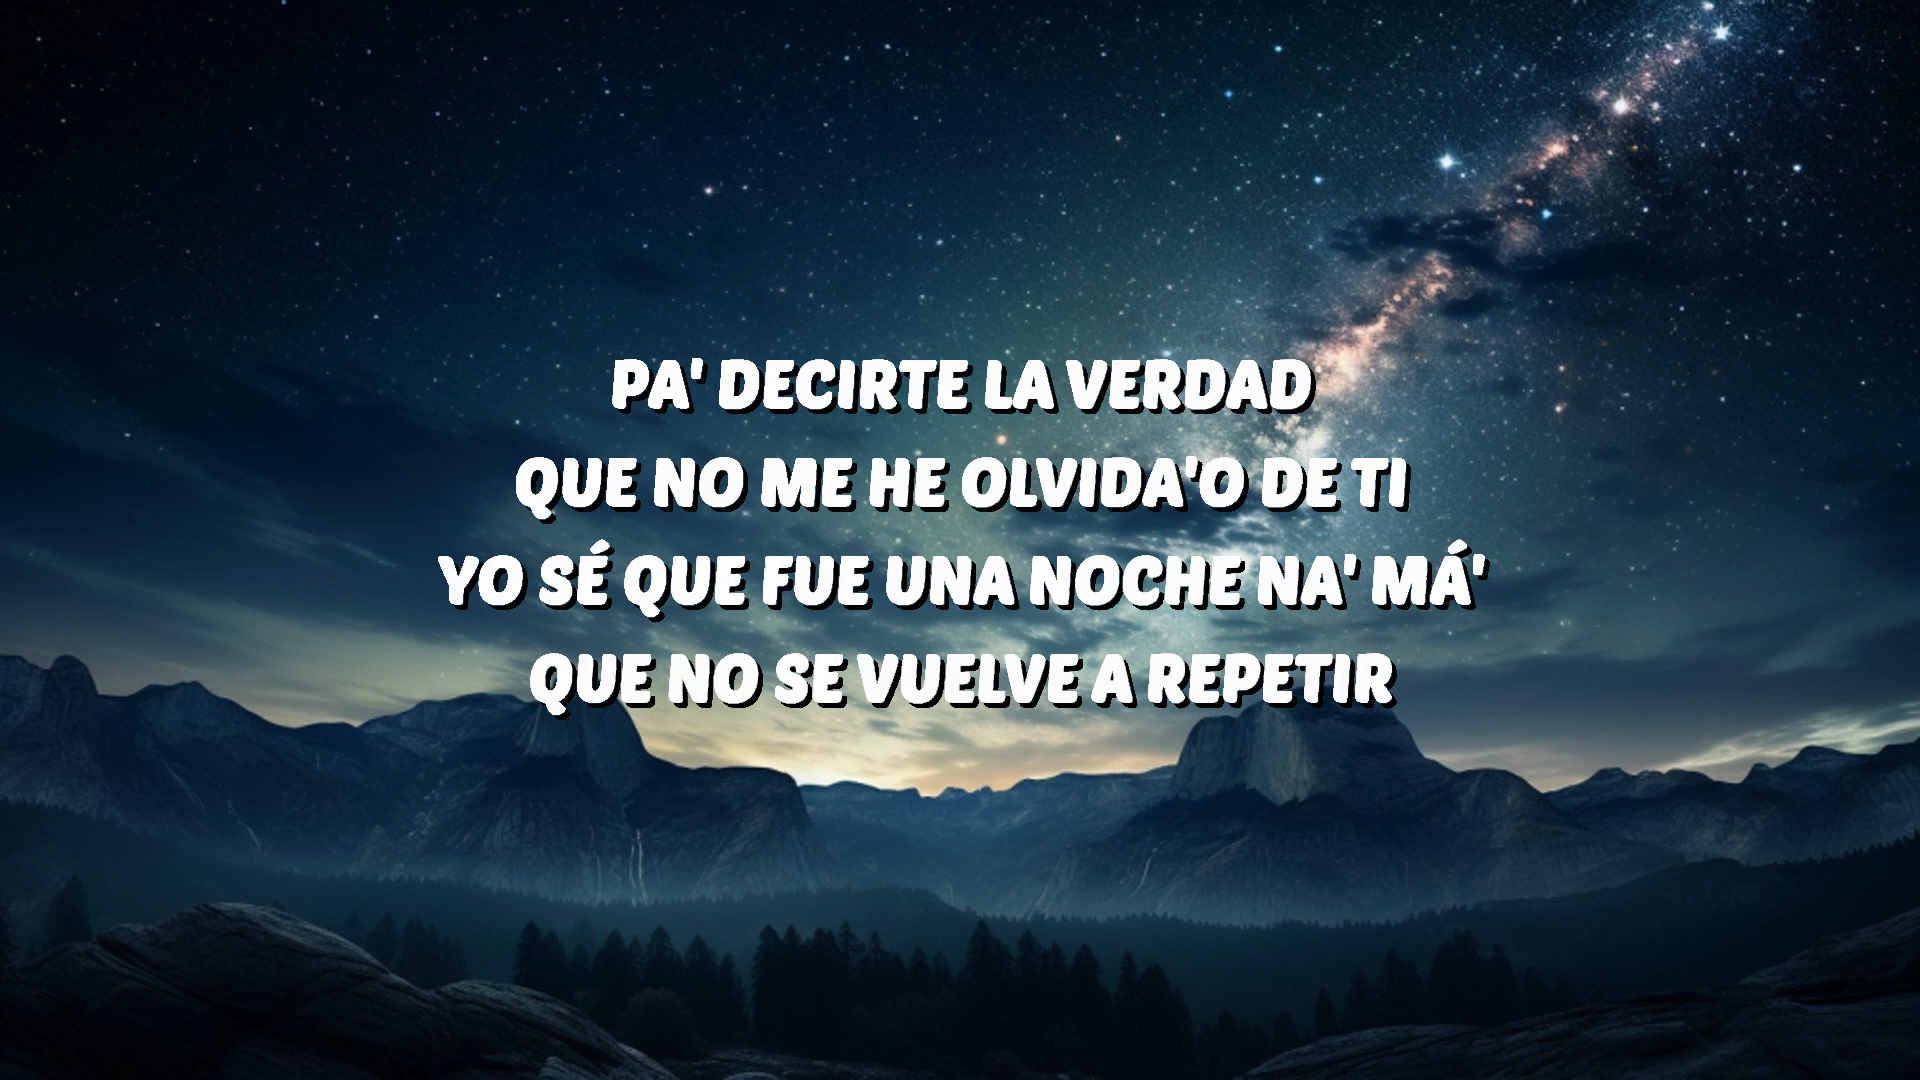 PA' DECIRTE LA VERDAD
QUE NO ME HE OLVIDA'O DE TI
YO SÉ QUE FUE UNA NOCHE NA' MÁ'
QUE NO SE VUELVE A REPETIR